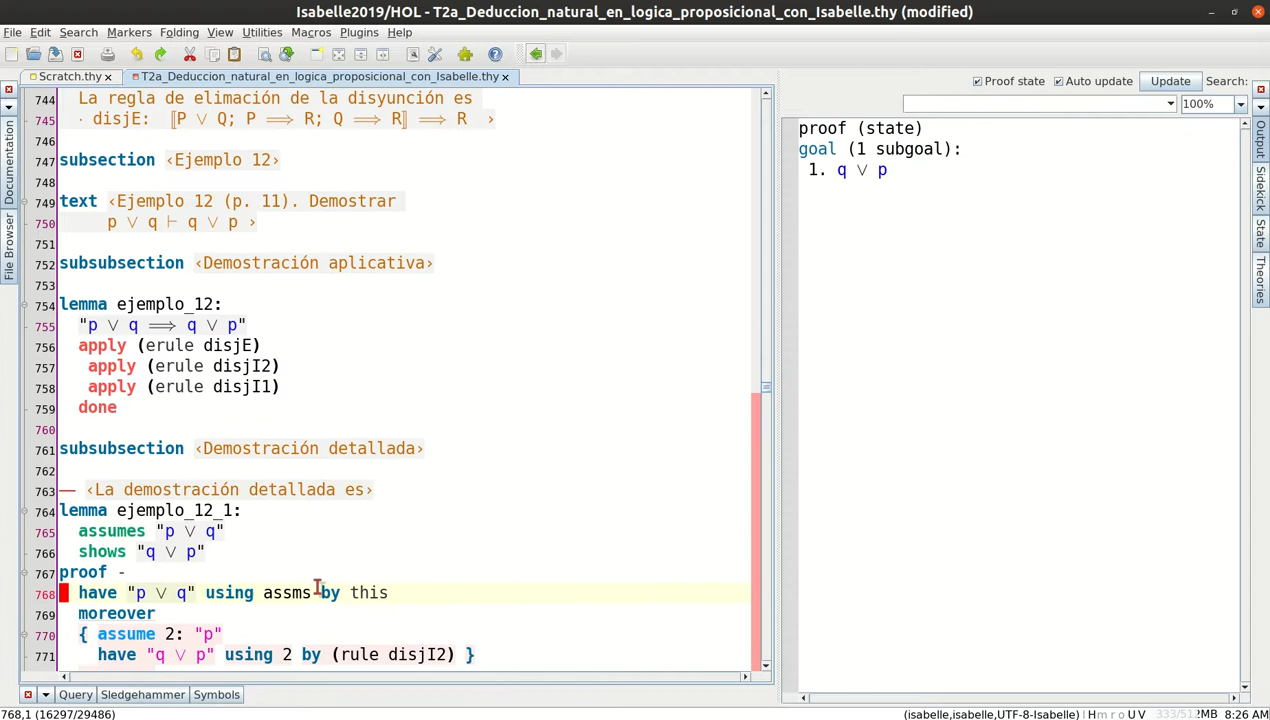 Isabelle2019/HOL - T2a_Deduccion_natural_en_logica_proposicional_con_Isabelle.thy (modified)
File Edit Search Markers Folding View Utilities Macros Plugins Help
Scratch.thy
T2a_Deduccion_natural_en_logica_proposicional_con_Isabelle.thy
Proof state
Auto update
Update
Search:
100%
Documentation
File Browser
744 La regla de elimación de la disyunción es
745 · disjE: ⟦P ∨ Q; P ⟹ R; Q ⟹ R⟧ ⟹ R ›
746
747 subsection ‹Ejemplo 12›
748
749 text ‹Ejemplo 12 (p. 11). Demostrar
750 p ∨ q ⊢ q ∨ p ›
751
752 subsubsection ‹Demostración aplicativa›
753
754 lemma ejemplo_12:
755 "p ∨ q ⟹ q ∨ p"
756 apply (erule disjE)
757 apply (erule disjI2)
758 apply (erule disjI1)
759 done
760
761 subsubsection ‹Demostración detallada›
762
763 — ‹La demostración detallada es›
764 lemma ejemplo_12_1:
765 assumes "p ∨ q"
766 shows "q ∨ p"
767 proof -
768 have "p ∨ q" using assms by this
769 moreover
770 { assume 2: "p"
771 have "q ∨ p" using 2 by (rule disjI2) }
proof (state)
goal (1 subgoal):
1. q ∨ p
Output
Sidekick
State
Theories
Query Sledgehammer Symbols
768,1 (16297/29486)
(isabelle,isabelle,UTF-8-Isabelle) | H m r o U V 333/512MB 8:26 AM